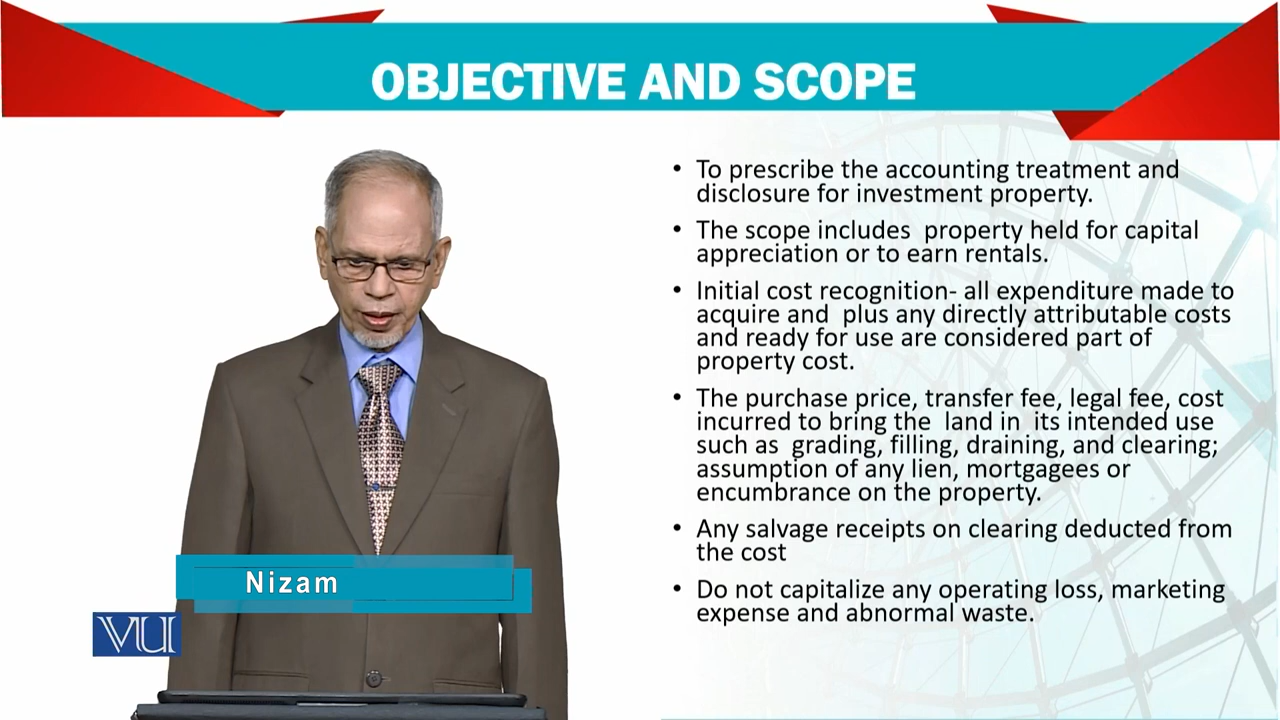 OBJECTIVE AND SCOPE
• To prescribe the accounting treatment and
disclosure for investment property.
• The scope includes property held for capital
appreciation or to earn rentals.
• Initial cost recognition- all expenditure made to
acquire and plus any directly attributable costs
and ready for use are considered part of
property cost.
• The purchase price, transfer fee, legal fee, cost
incurred to bring the land in its intended use
such as grading, filling, draining, and clearing;
assumption of any lien, mortgagees or
encumbrance on the property.
• Any salvage receipts on clearing deducted from
the cost
• Do not capitalize any operating loss, marketing
expense and abnormal waste.
Nizam
VU